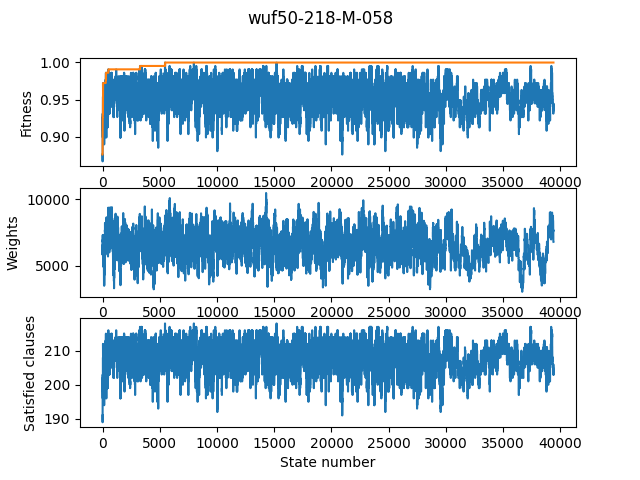 wuf50-218-M-058
1.00
0.95
0.90
Fitness
0 5000 10000 15000 20000 25000 30000 35000 40000
10000
5000
Weights
0 5000 10000 15000 20000 25000 30000 35000 40000
210
200
190
Satisfied clauses
0 5000 10000 15000 20000 25000 30000 35000 40000
State number